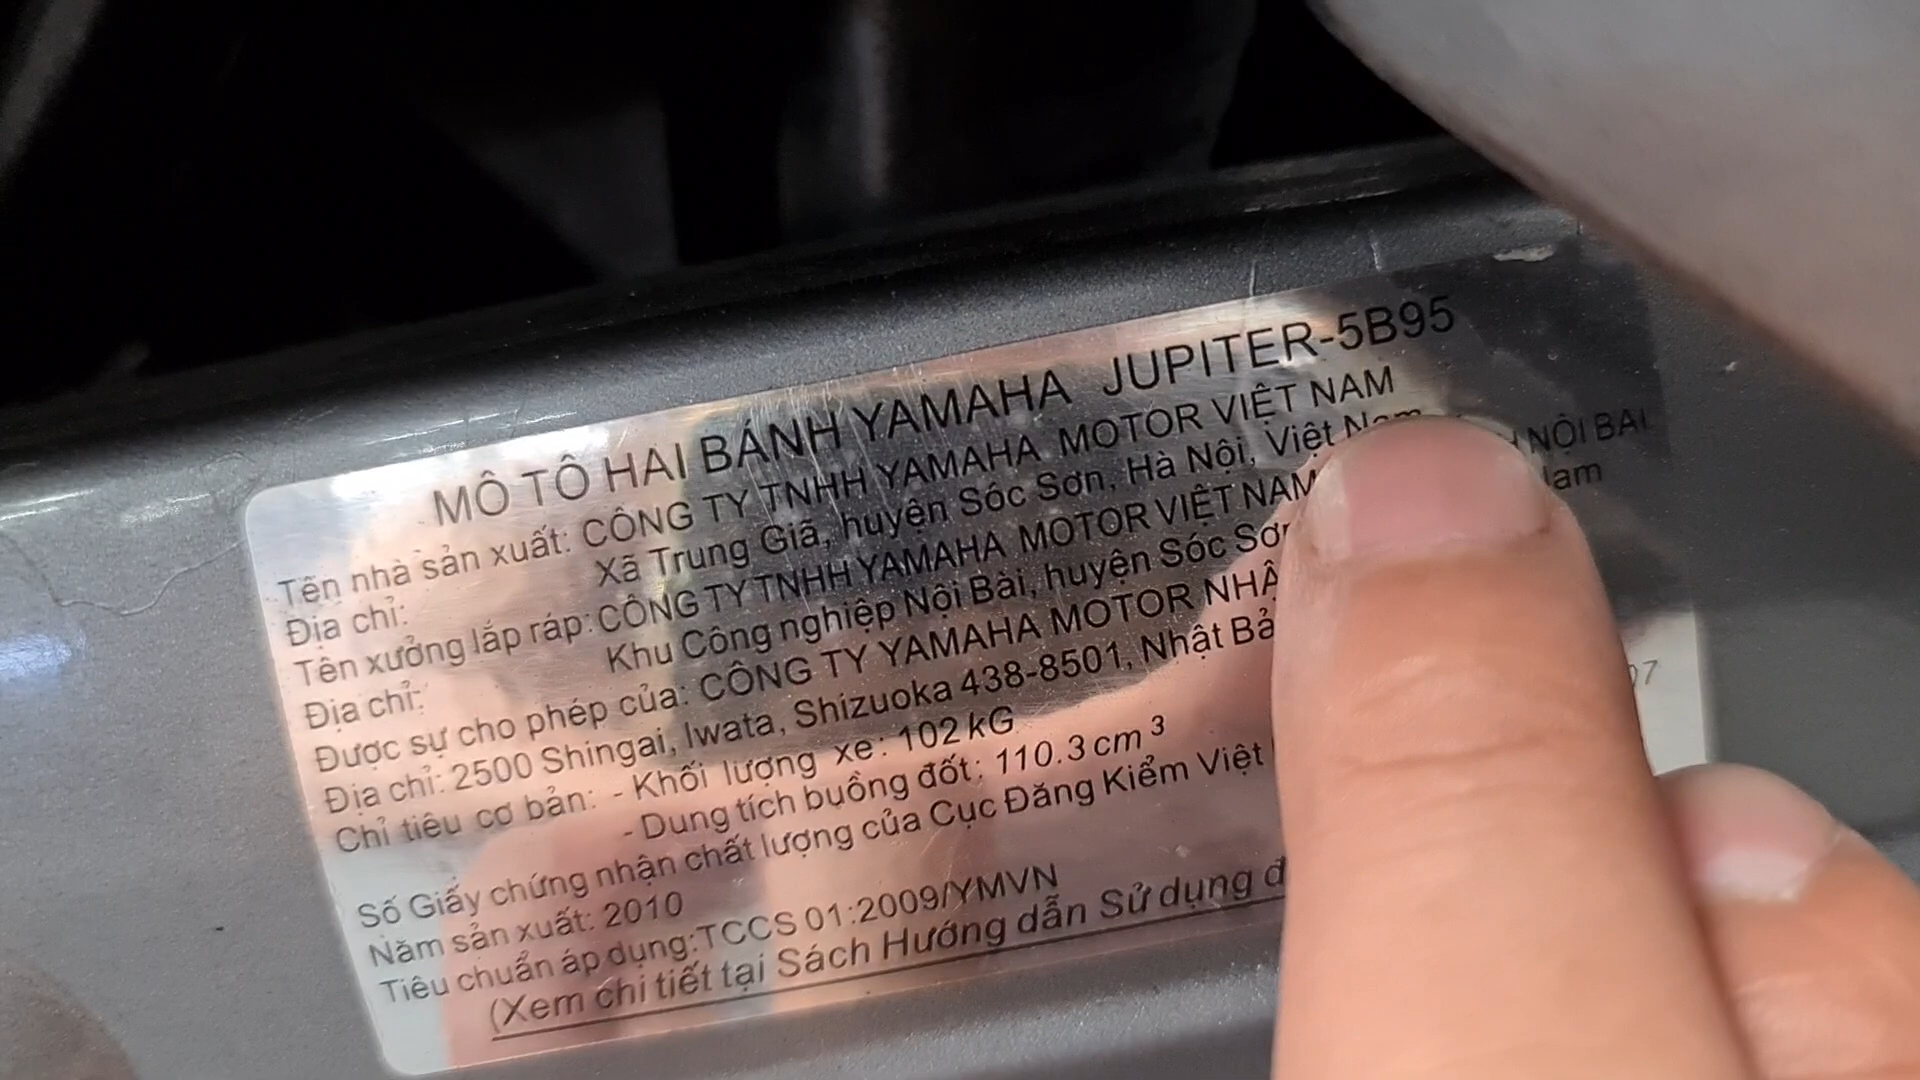 MÔ TÔ HAI BÁNH YAMAHA JUPITER-5B95
Tên nhà sản xuất: CÔNG TY TNHH YAMAHA MOTOR VIỆT NAM
Địa chỉ: Xã Trung Giã, huyện Sóc Sơn, Hà Nội, Việt Nam
Tên xưởng lắp ráp: CÔNG TY TNHH YAMAHA MOTOR VIỆT NAM NỘI BÀI
Địa chỉ: Khu Công nghiệp Nội Bài, huyện Sóc Sơn
Được sự cho phép của: CÔNG TY YAMAHA MOTOR
Địa chỉ: 2500 Shingai, Iwata, Shizuoka 438-8501, Nhật
Chỉ tiêu cơ bản: - Khối lượng xe: 102 kG
- Dung tích buồng đốt: 110.3 cm³
Số Giấy chứng nhận chất lượng của Cục Đăng Kiểm Việt
Năm sản xuất: 2010
Tiêu chuẩn áp dụng:TCCS 01:2009/YMVN
(Xem chi tiết tại Sách Hướng dẫn Sử dụng